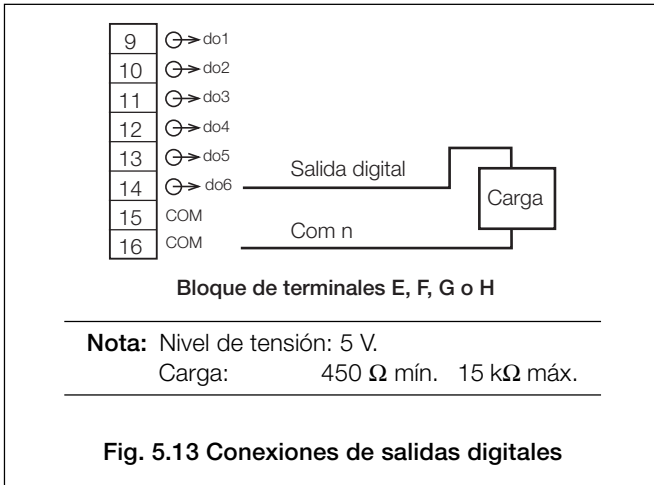 9 do1
10 do2
11 do3
12 do4
13 do5
14 do6
Salida digital
Carga
15 COM
16 COM
Com n
Bloque de terminales E, F, G o H
Nota: Nivel de tensión: 5 V.
Carga: 450 Ω mín. 15 kΩ máx.
Fig. 5.13 Conexiones de salidas digitales